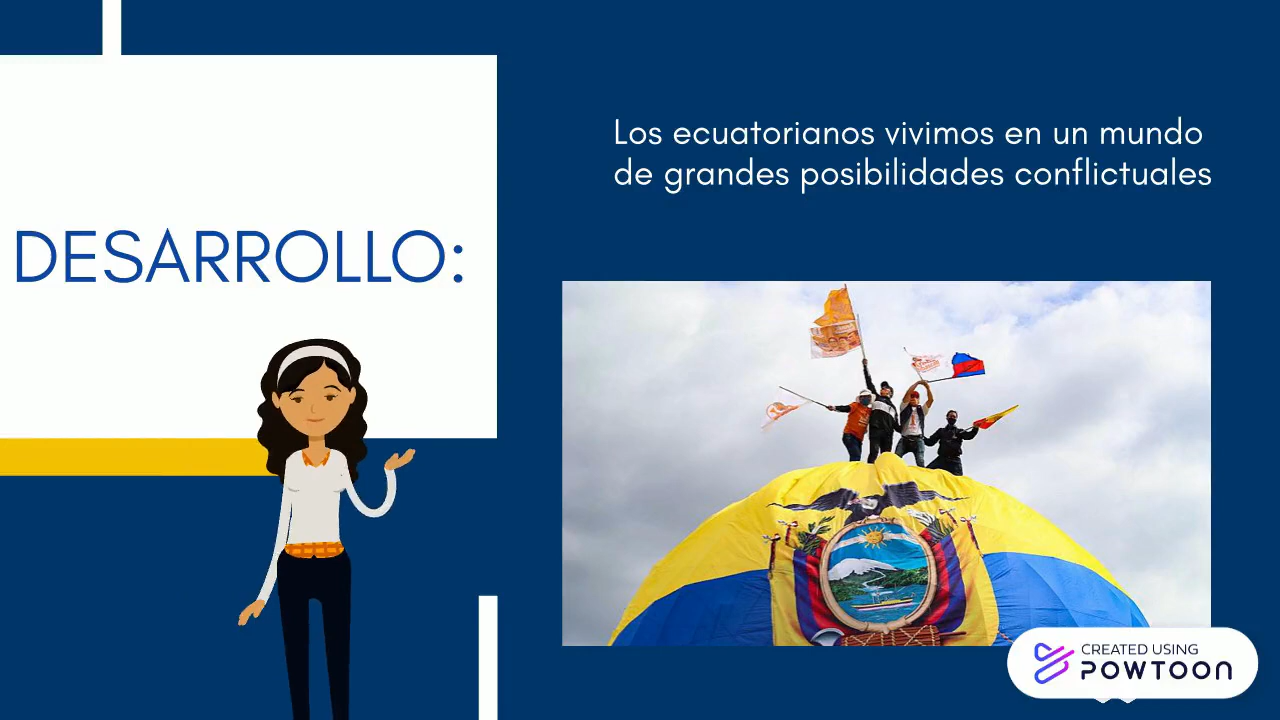 DESARROLLO:
Los ecuatorianos vivimos en un mundo
de grandes posibilidades conflictuales
CREATED USING
POWTOON